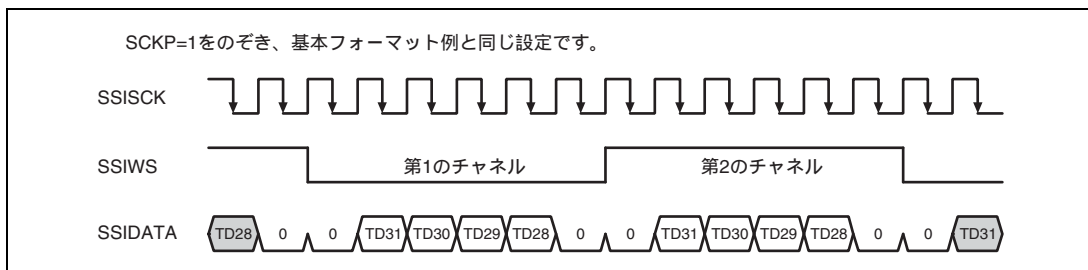 SCKP=1をのぞき、基本フォーマット例と同じ設定です。
SSISCK
SSIWS 第1のチャネル 第2のチャネル
SSIDATA TD28 0 0 TD31 TD30 TD29 TD28 0 0 TD31 TD30 TD29 TD28 0 0 TD31